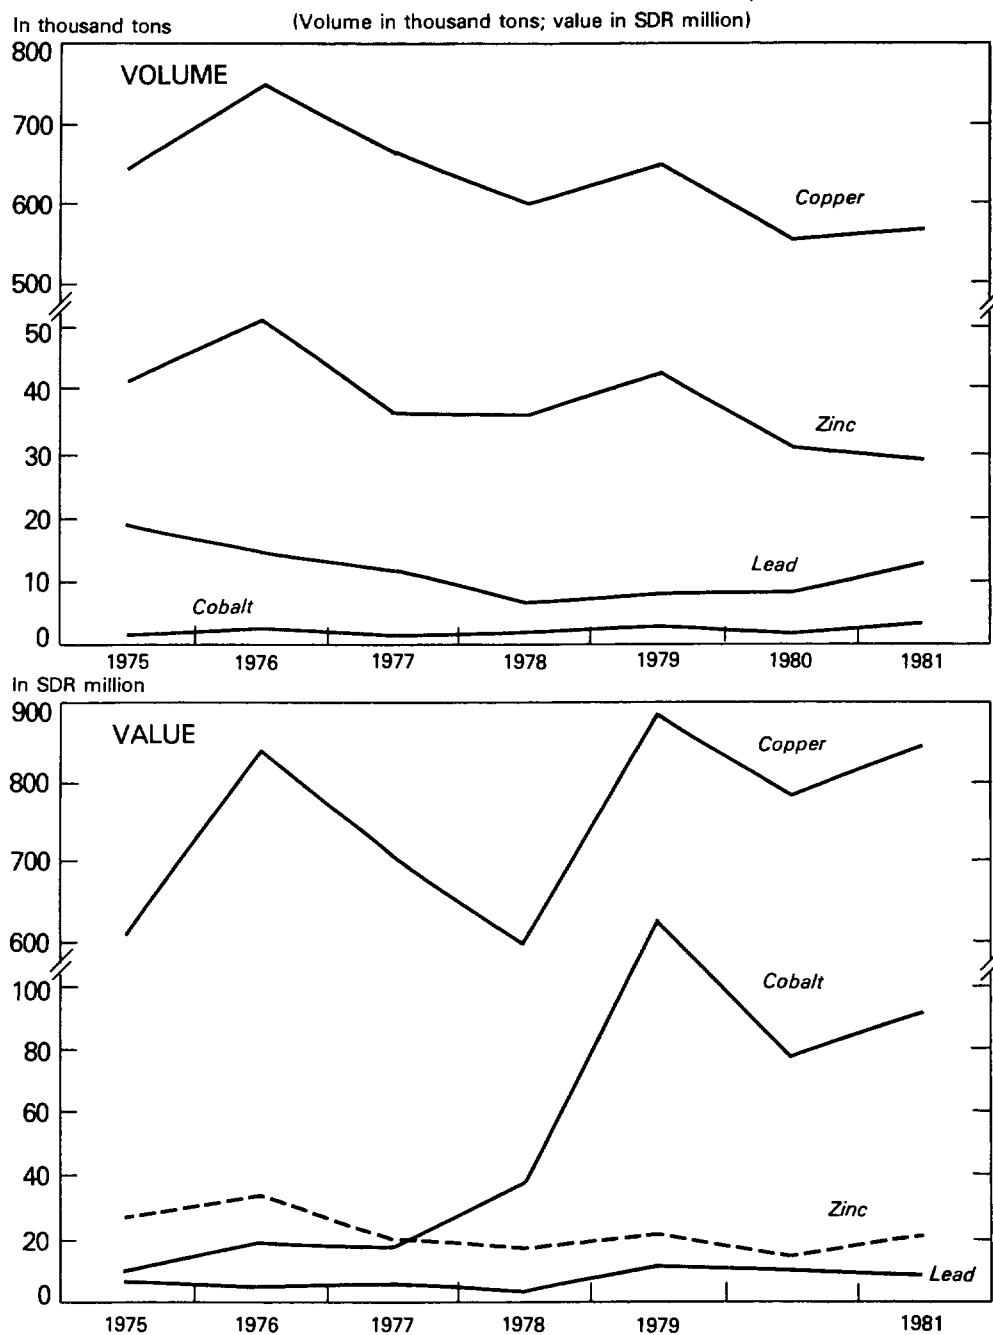 In thousand tons
(Volume in thousand tons; value in SDR million)
800
VOLUME
700
600
Copper
500
50
40
Zinc
30
20
10
Lead
Cobalt
0
1975 1976 1977 1978 1979 1980 1981
In SDR million
900
VALUE
Copper
800
700
600
100
Cobalt
80
60
40
Zinc
20
Lead
0
1975 1976 1977 1978 1979 1981